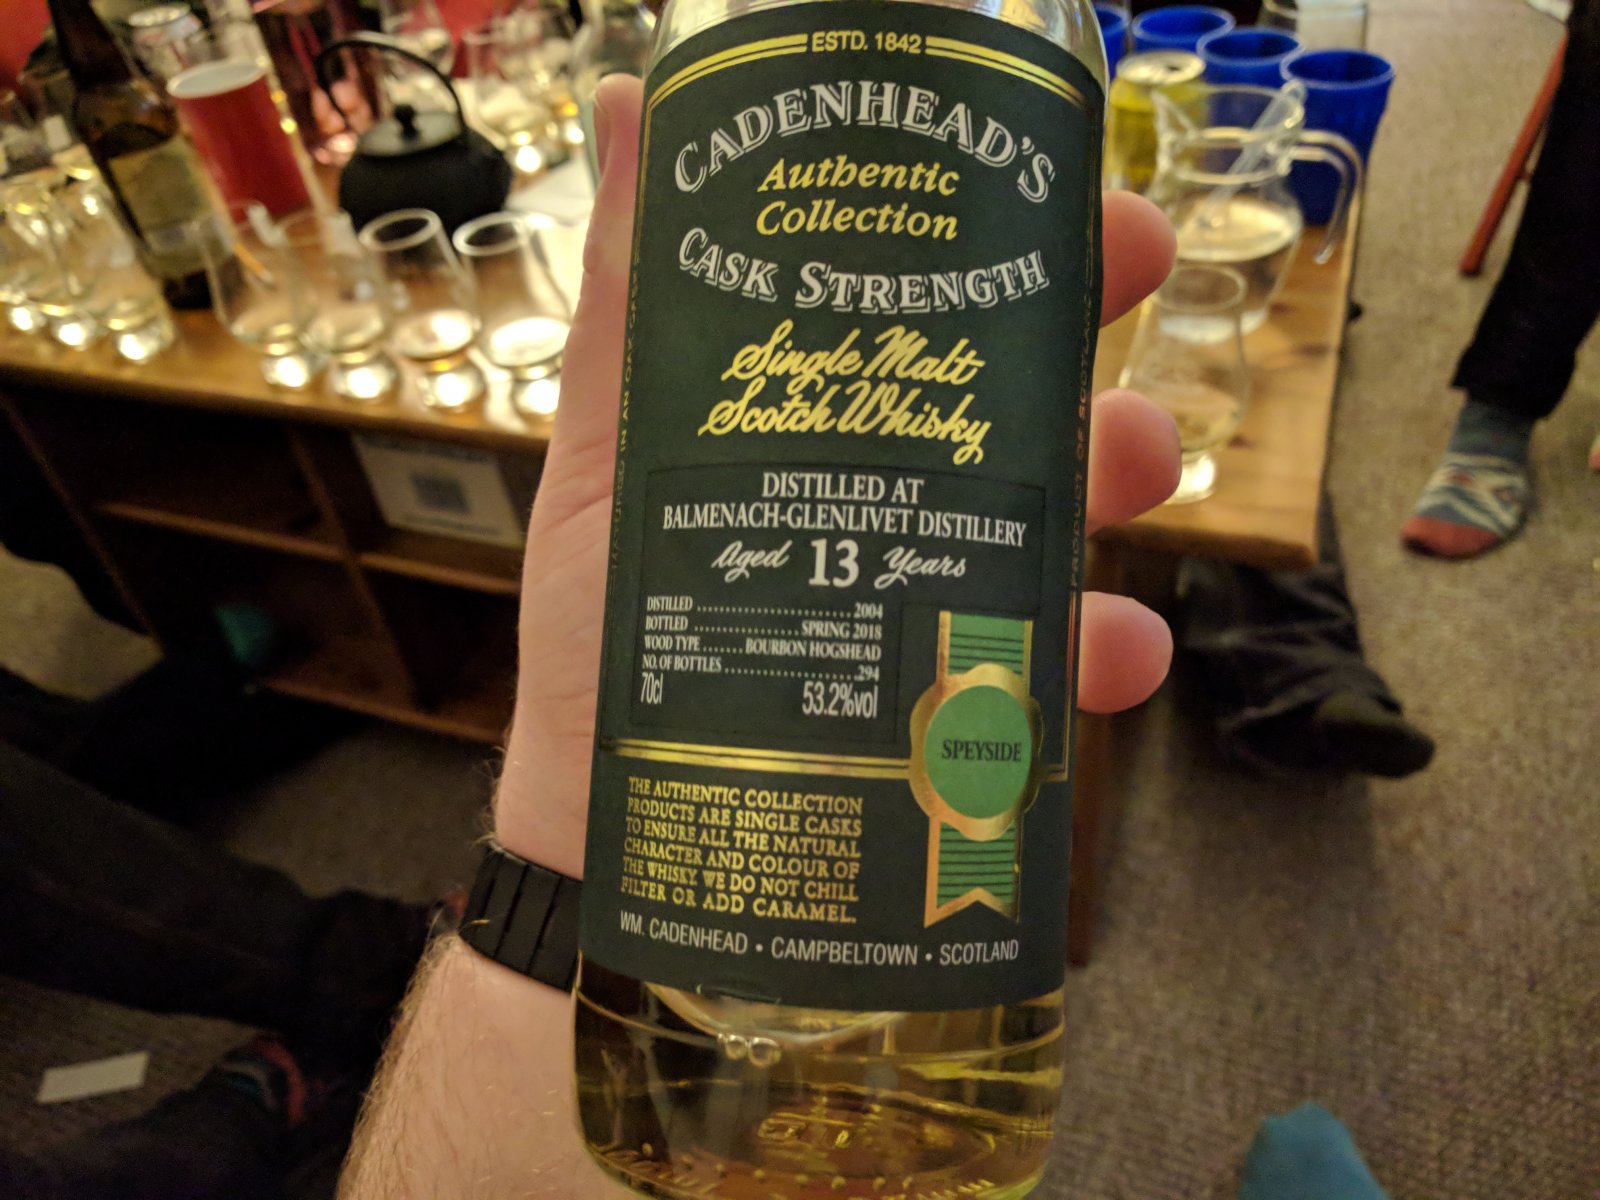 ESTD. 1842
CADENHEAD'S
Authentic
Collection
CASK STRENGTH
Single Malt
Scotch Whisky
DISTILLED AT
BALMENACH-GLENLIVET DISTILLERY
Aged 13 Years
DISTILLED ........................... 2004
BOTTLED .................. SPRING 2018
WOOD TYPE ....... BOURBON HOGSHEAD
NO. OF BOTTLES ...................... 294
70cl 53.2%vol
SPEYSIDE
THE AUTHENTIC COLLECTION
PRODUCTS ARE SINGLE CASKS
TO ENSURE ALL THE NATURAL
CHARACTER AND COLOUR OF
THE WHISKY. WE DO NOT CHILL
FILTER OR ADD CARAMEL.
WM. CADENHEAD • CAMPBELTOWN • SCOTLAND
PRODUCT OF SCOTLAND